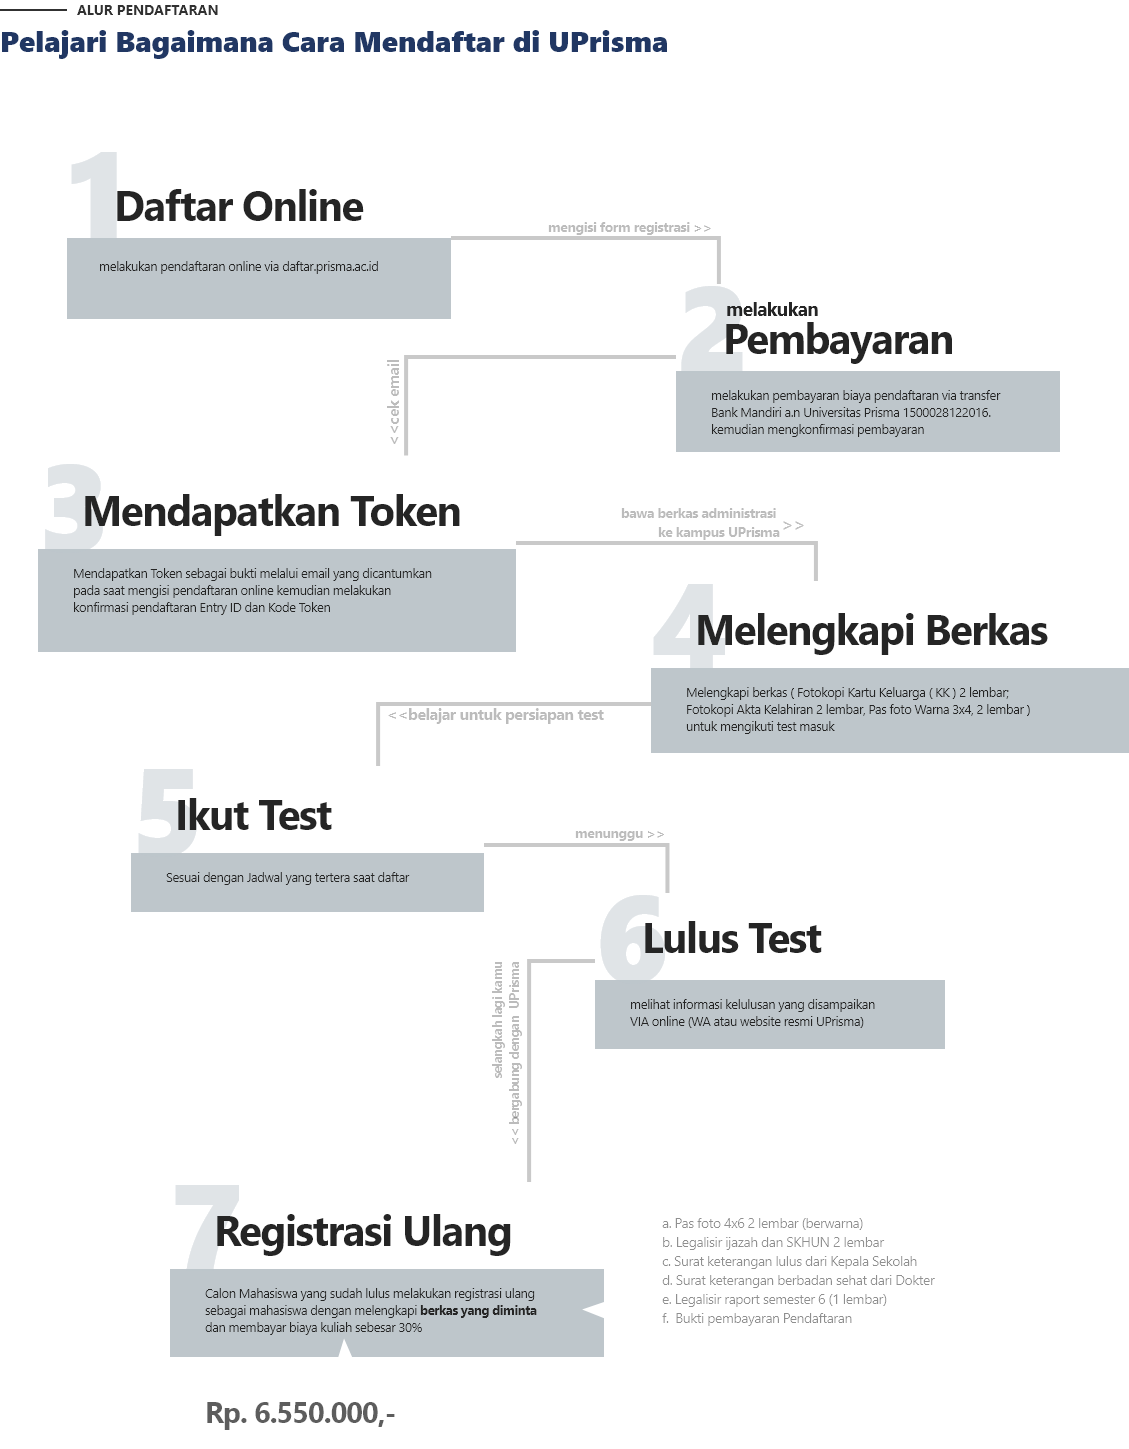 ALUR PENDAFTARAN
Pelajari Bagaimana Cara Mendaftar di UPrisma
1
Daftar Online
melakukan pendaftaran online via daftar.prisma.ac.id
mengisi form registrasi >>
2
melakukan
Pembayaran
melakukan pembayaran biaya pendaftaran via transfer
Bank Mandiri a.n Universitas Prisma 1500028122016.
kemudian mengkonfirmasi pembayaran
<<cek email
3
Mendapatkan Token
Mendapatkan Token sebagai bukti melalui email yang dicantumkan
pada saat mengisi pendaftaran online kemudian melakukan
konfirmasi pendaftaran Entry ID dan Kode Token
bawa berkas administrasi
ke kampus UPrisma >>
4
Melengkapi Berkas
Melengkapi berkas ( Fotokopi Kartu Keluarga ( KK ) 2 lembar;
Fotokopi Akta Kelahiran 2 lembar, Pas foto Warna 3x4, 2 lembar )
untuk mengikuti test masuk
<<belajar untuk persiapan test
5
Ikut Test
Sesuai dengan Jadwal yang tertera saat daftar
menunggu >>
6
Lulus Test
melihat informasi kelulusan yang disampaikan
VIA online (WA atau website resmi UPrisma)
selangkah lagi kamu
<< bergabung dengan UPrisma
7
Registrasi Ulang
Calon Mahasiswa yang sudah lulus melakukan registrasi ulang
sebagai mahasiswa dengan melengkapi berkas yang diminta
dan membayar biaya kuliah sebesar 30%
a. Pas foto 4x6 2 lembar (berwarna)
b. Legalisir ijazah dan SKHUN 2 lembar
c. Surat keterangan lulus dari Kepala Sekolah
d. Surat keterangan berbadan sehat dari Dokter
e. Legalisir raport semester 6 (1 lembar)
f. Bukti pembayaran Pendaftaran
Rp. 6.550.000,-